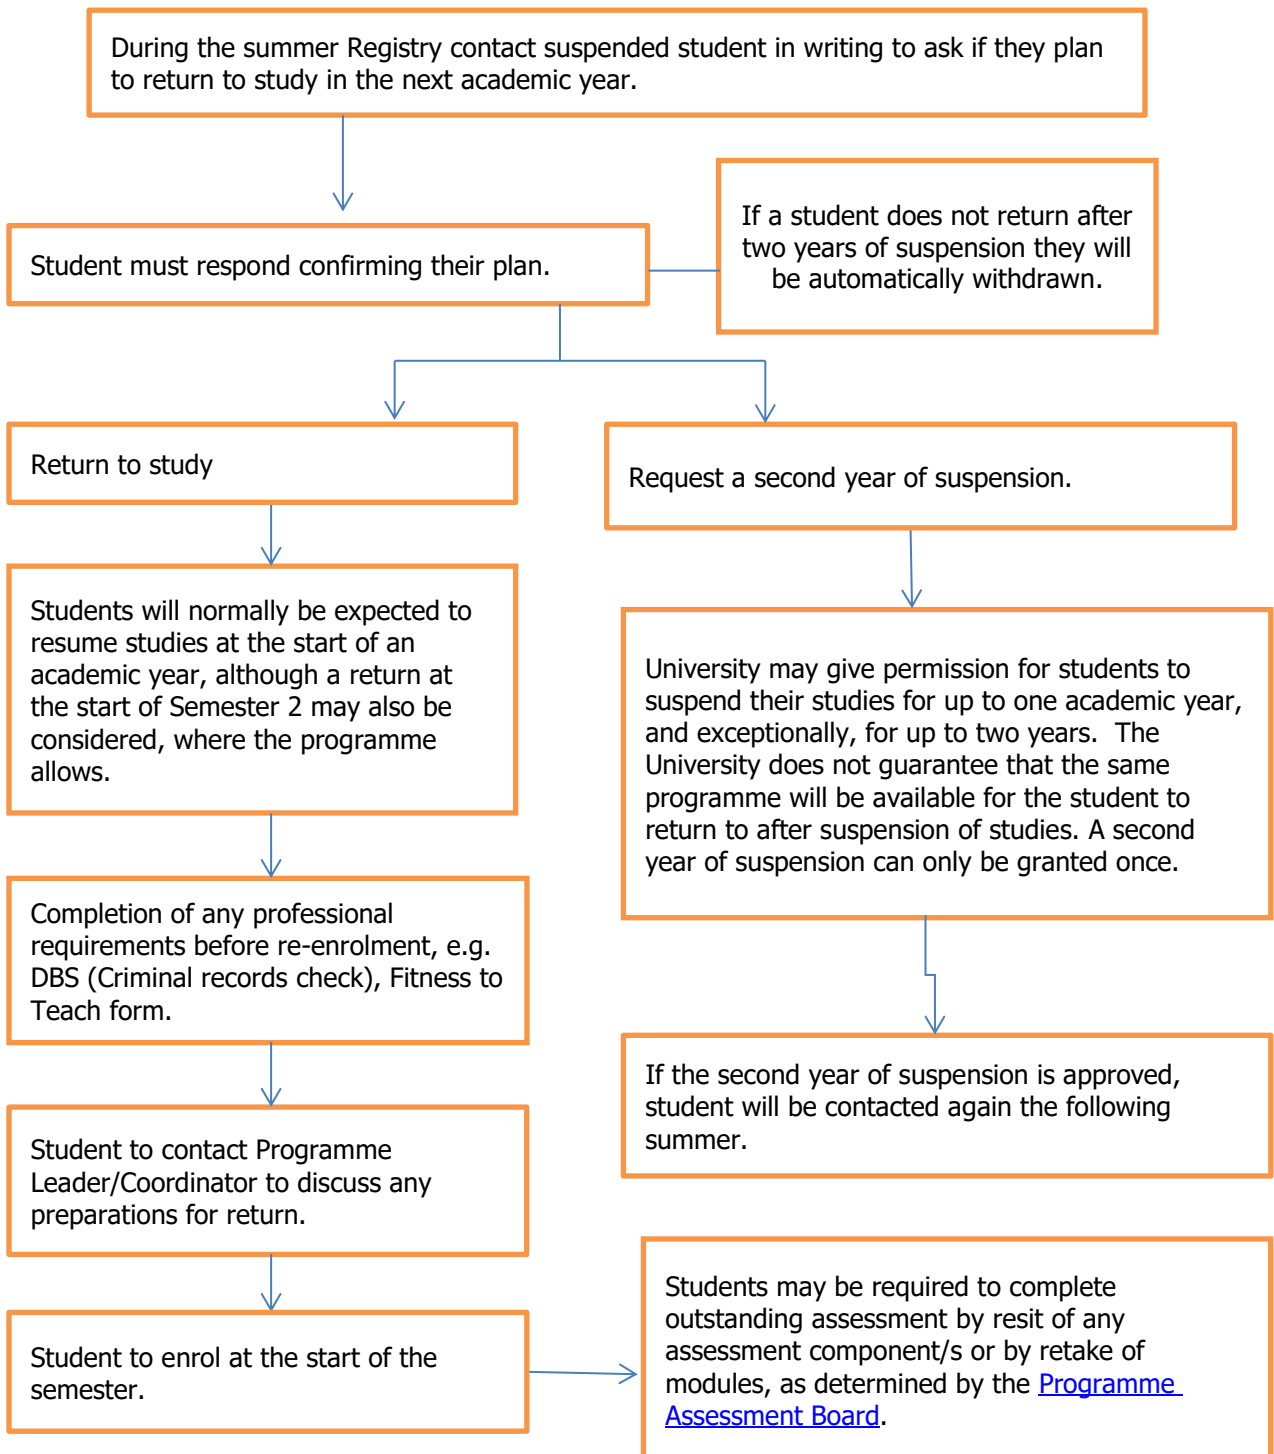 During the summer Registry contact suspended student in writing to ask if they plan
to return to study in the next academic year.
If a student does not return after
two years of suspension they will
be automatically withdrawn.
Student must respond confirming their plan.
Return to study
Request a second year of suspension.
Students will normally be expected to
resume studies at the start of an
academic year, although a return at
the start of Semester 2 may also be
considered, where the programme
allows.
University may give permission for students to
suspend their studies for up to one academic year,
and exceptionally, for up to two years.  The
University does not guarantee that the same
programme will be available for the student to
return to after suspension of studies. A second
year of suspension can only be granted once.
Completion of any professional
requirements before re-enrolment, e.g.
DBS (Criminal records check), Fitness to
Teach form.
If the second year of suspension is approved,
student will be contacted again the following
summer.
Student to contact Programme
Leader/Coordinator to discuss any
preparations for return.
Student to enrol at the start of the
semester.
Students may be required to complete
outstanding assessment by resit of any
assessment component/s or by retake of
modules, as determined by the Programme
Assessment Board.